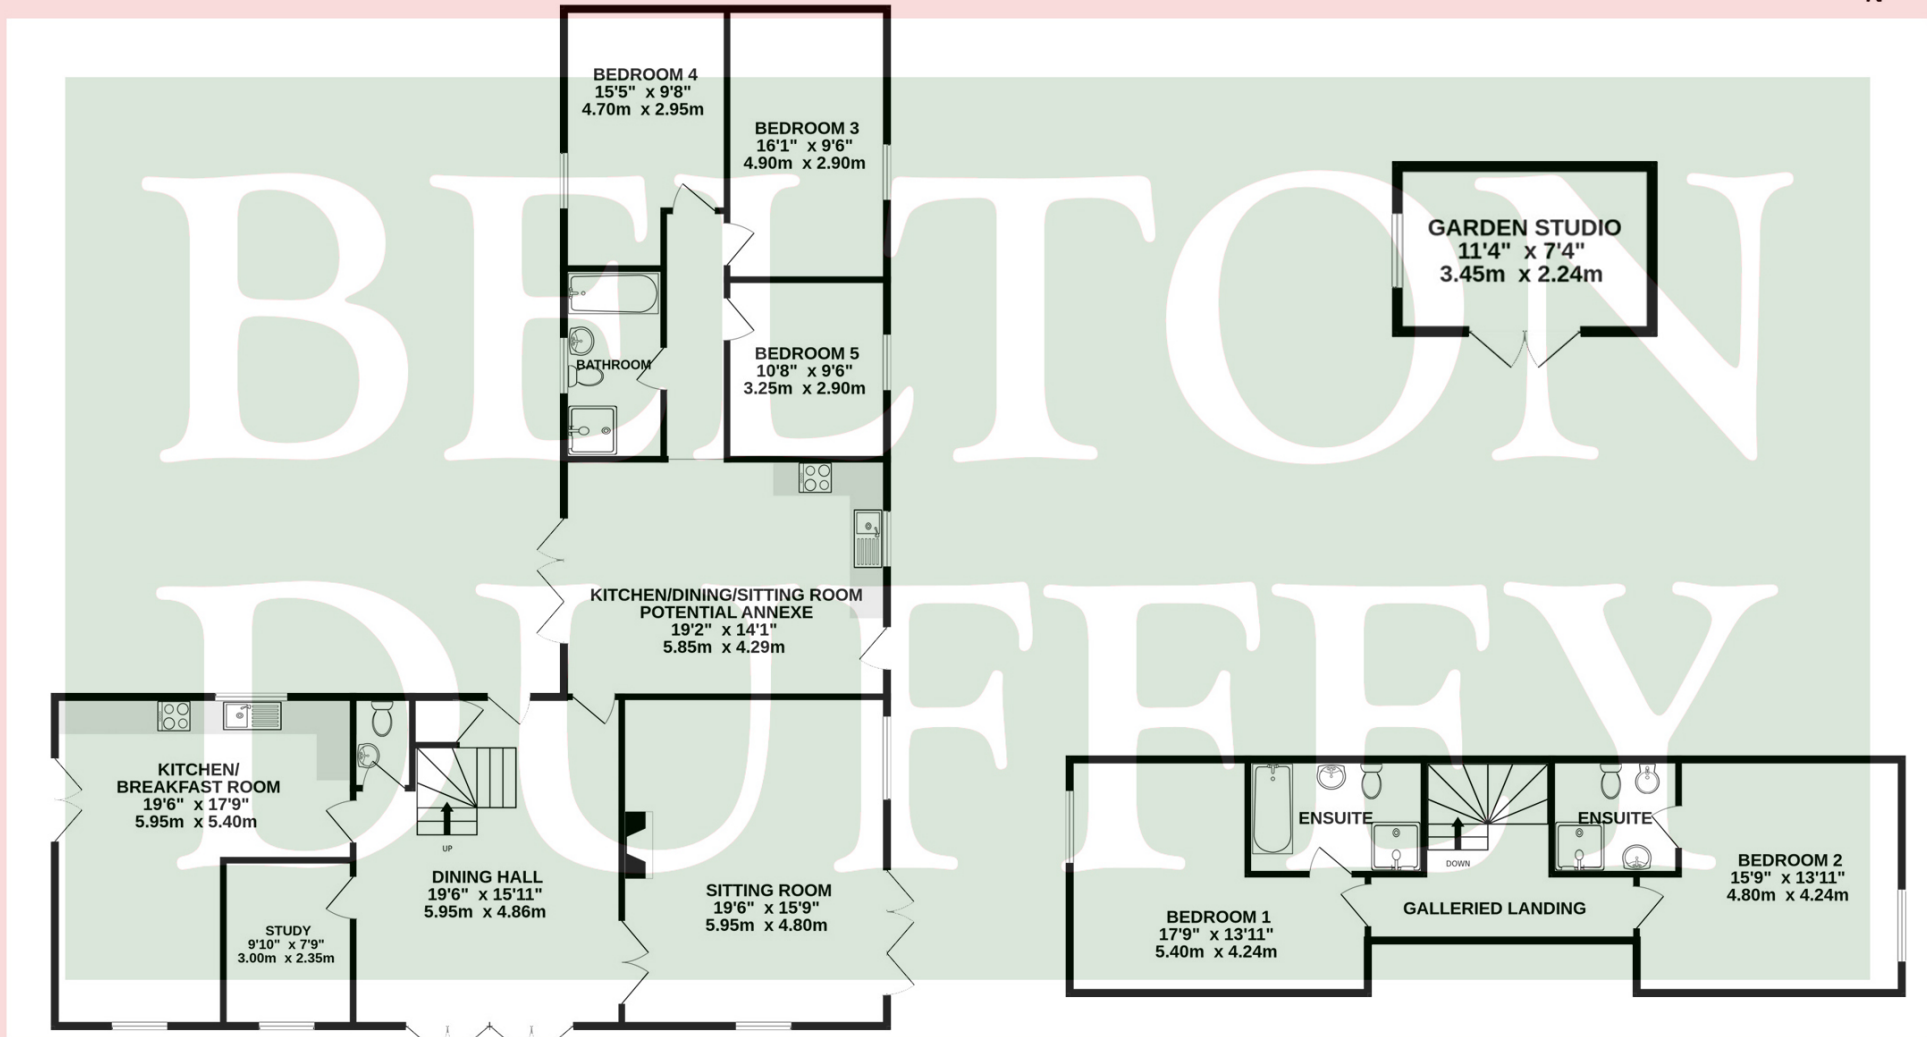 BELTON
DUFFEY
BEDROOM 4
15'5" x 9'8"
4.70m x 2.95m
BEDROOM 3
16'1" x 9'6"
4.90m x 2.90m
GARDEN STUDIO
11'4" x 7'4"
3.45m x 2.24m
BATHROOM
BEDROOM 5
10'8" x 9'6"
3.25m x 2.90m
KITCHEN/DINING/SITTING ROOM
POTENTIAL ANNEXE
19'2" x 14'1"
5.85m x 4.29m
KITCHEN/
BREAKFAST ROOM
19'6" x 17'9"
5.95m x 5.40m
UP
DINING HALL
19'6" x 15'11"
5.95m x 4.86m
SITTING ROOM
19'6" x 15'9"
5.95m x 4.80m
STUDY
9'10" x 7'9"
3.00m x 2.35m
ENSUITE
DOWN
ENSUITE
BEDROOM 2
15'9" x 13'11"
4.80m x 4.24m
GALLERIED LANDING
BEDROOM 1
17'9" x 13'11"
5.40m x 4.24m